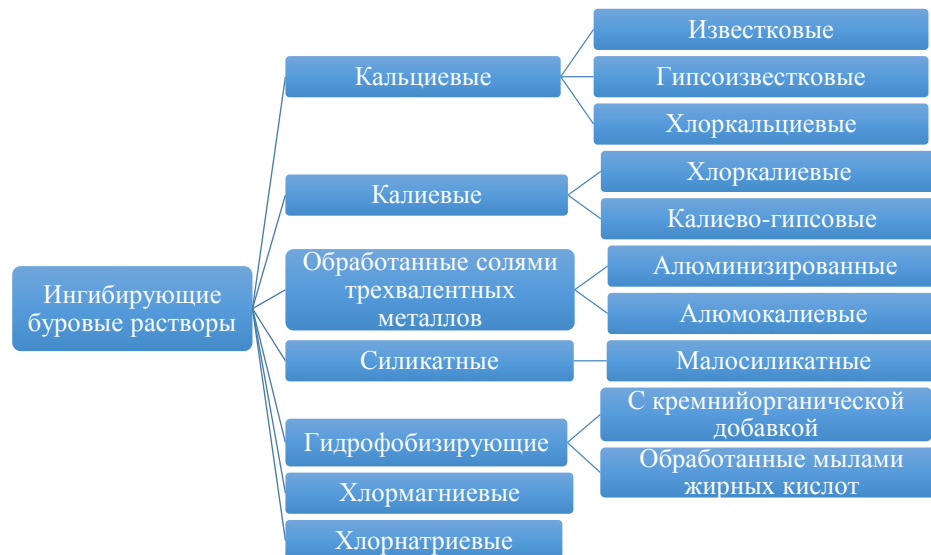 Ингибирующие
буровые растворы
Кальциевые
Известковые
Гипсоизвестковые
Хлоркальциевые
Калиевые
Хлоркалиевые
Калиево-гипсовые
Обработанные солями
трехвалентных
металлов
Алюминизированные
Алюмокалиевые
Силикатные
Малосиликатные
Гидрофобизирующие
С кремнийорганической
добавкой
Обработанные мылами
жирных кислот
Хлормагниевые
Хлорнатриевые